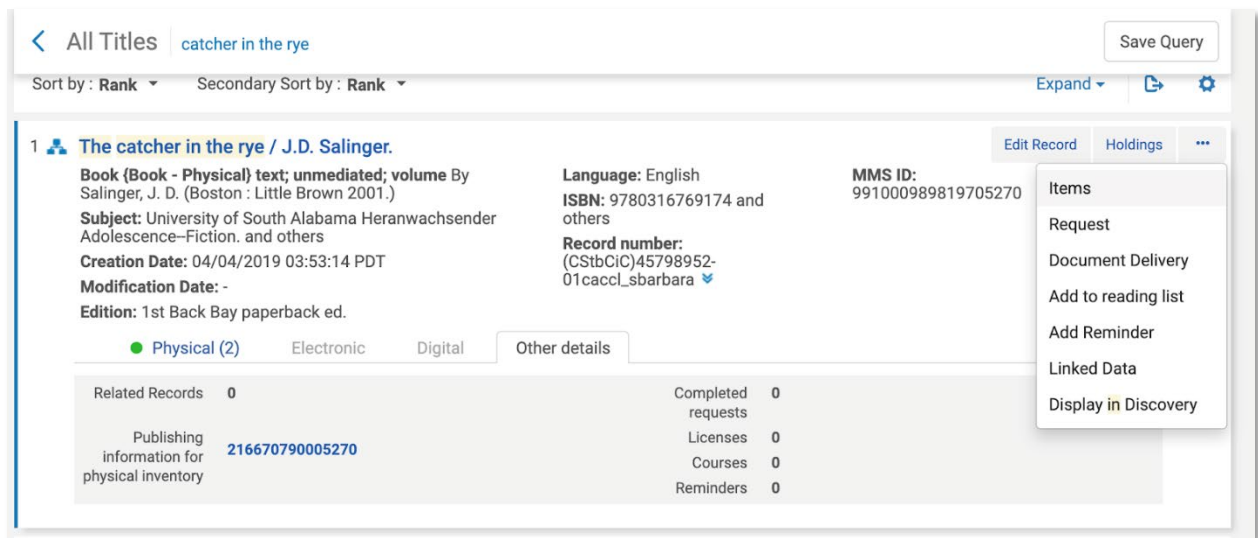 All Titles catcher in the rye Save Query
Sort by : Rank Secondary Sort by : Rank Expand
1 The catcher in the rye / J.D. Salinger. Edit Record Holdings ...
Book {Book - Physical} text; unmediated; volume By
Salinger, J. D. (Boston : Little Brown 2001.)
Subject: University of South Alabama Heranwachsender
Adolescence--Fiction. and others
Creation Date: 04/04/2019 03:53:14 PDT
Modification Date: -
Edition: 1st Back Bay paperback ed.
Language: English
ISBN: 9780316769174 and
others
Record number:
(CStbCiC)45798952-
01caccl_sbarbara
MMS ID:
991000989819705270
Items
Request
Document Delivery
Add to reading list
Add Reminder
Linked Data
Display in Discovery
Physical (2) Electronic Digital Other details
Related Records 0
Publishing
information for
physical inventory
216670790005270
Completed
requests
0
Licenses 0
Courses 0
Reminders 0